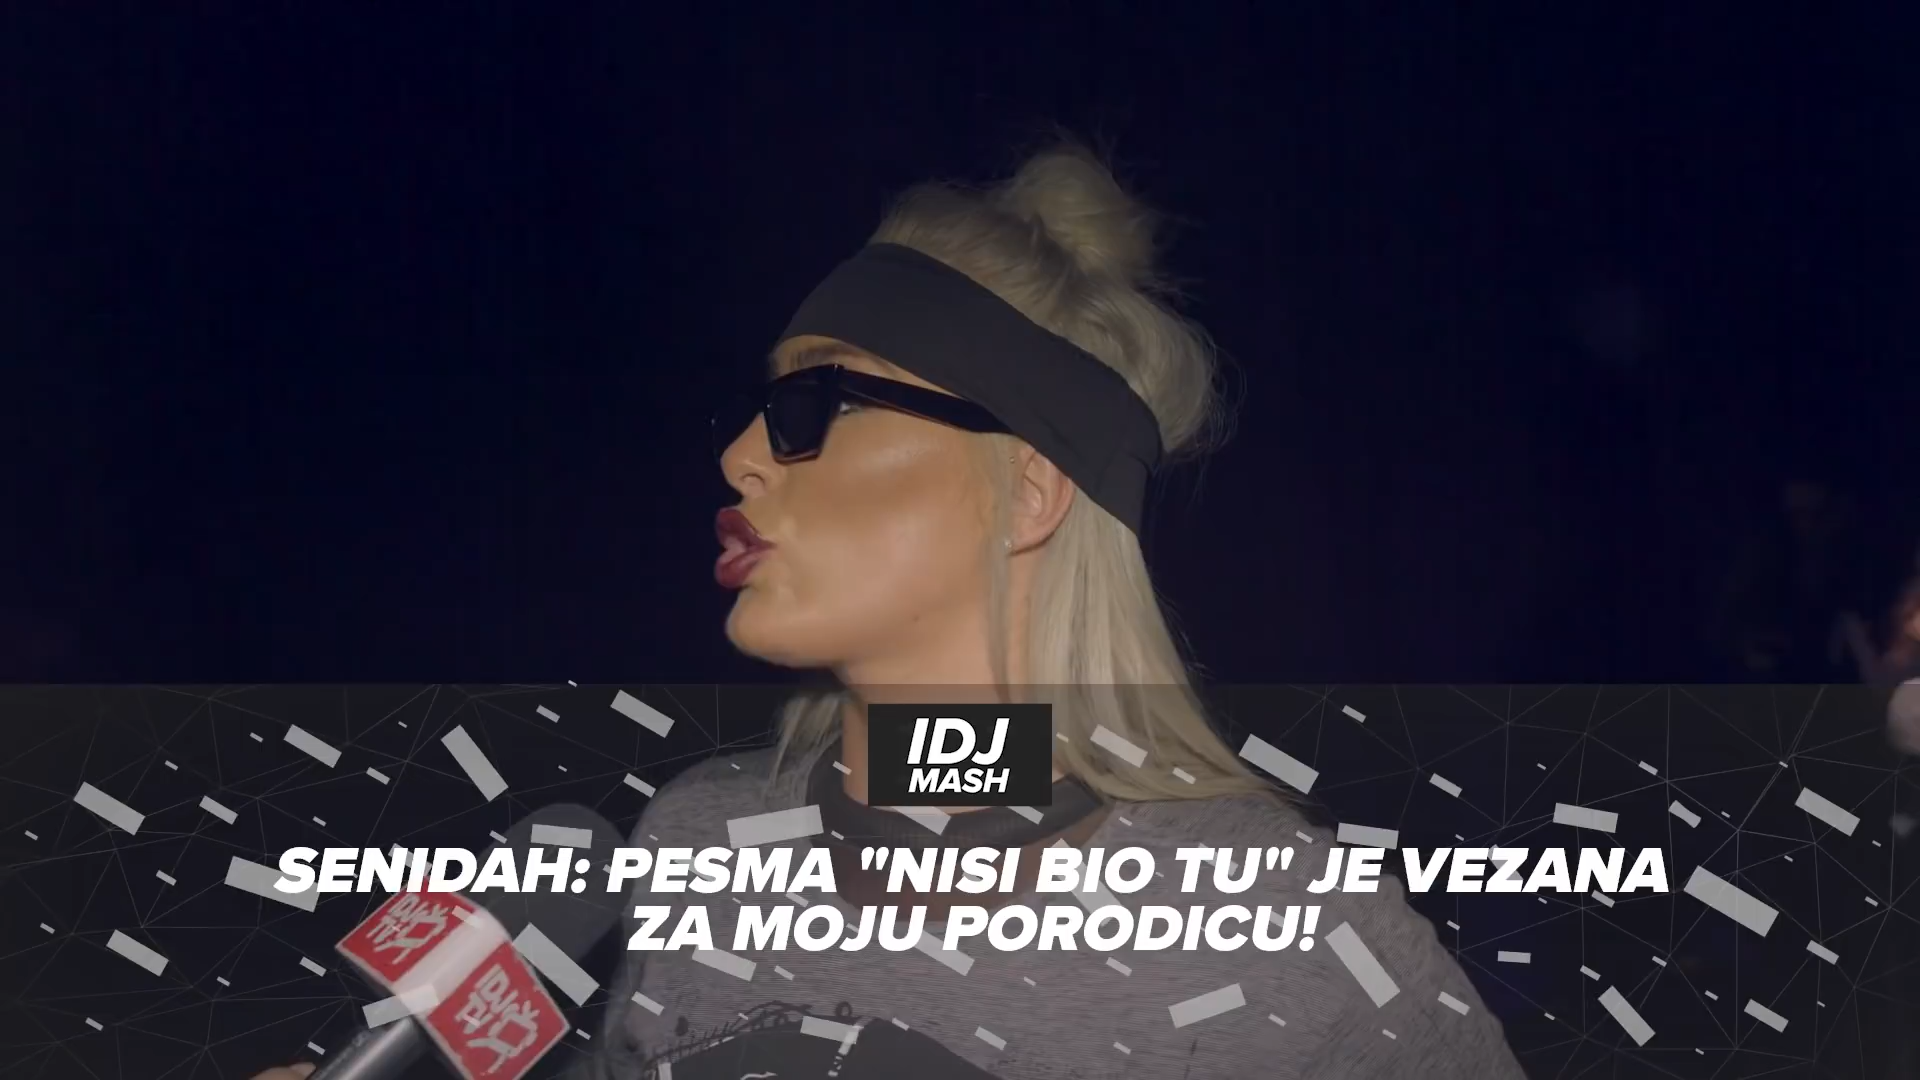 IDJ
MASH
SENIDAH: PESMA "NISI BIO TU" JE VEZANA
ZA MOJU PORODICU!